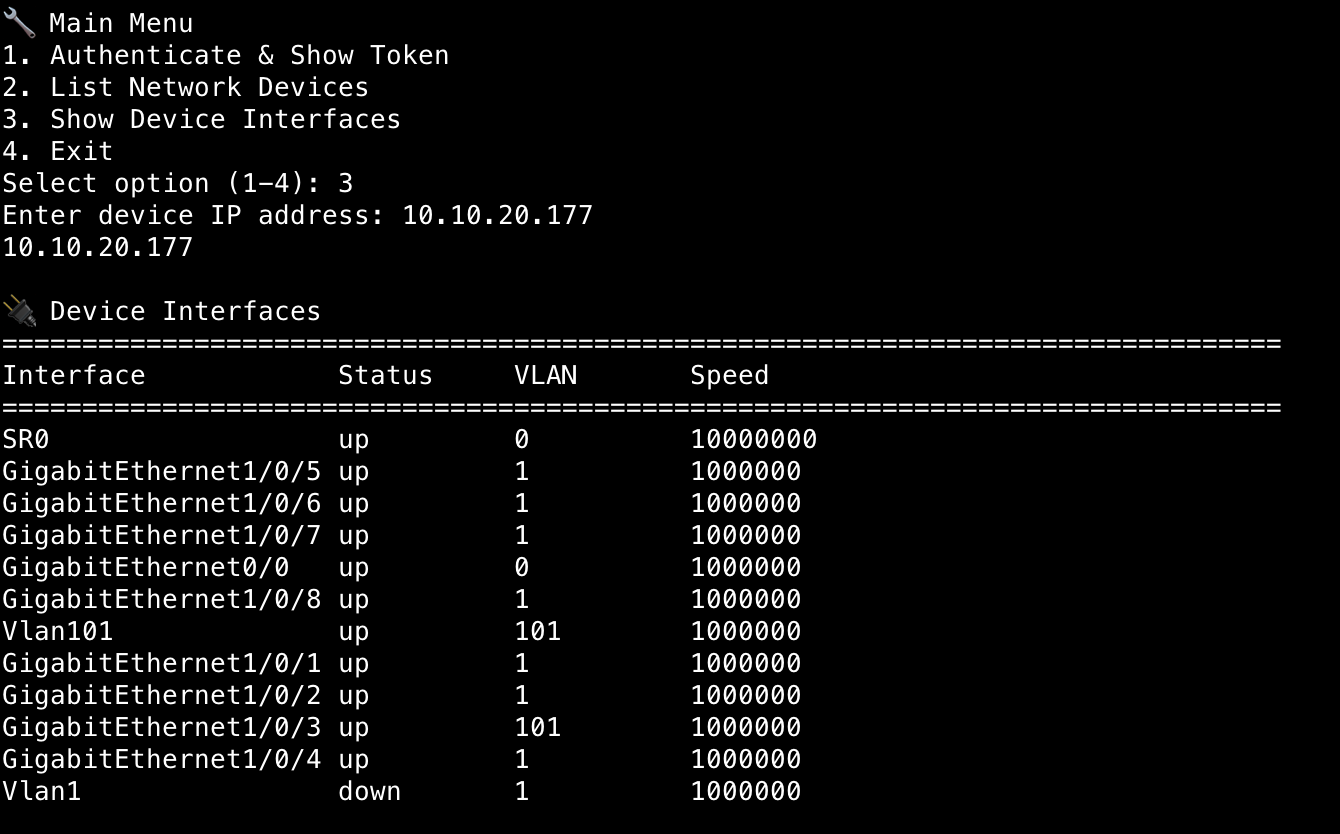 🔧 Main Menu
1. Authenticate & Show Token
2. List Network Devices
3. Show Device Interfaces
4. Exit
Select option (1-4): 3
Enter device IP address: 10.10.20.177
10.10.20.177
🔌 Device Interfaces
================================================================================
Interface            Status     VLAN       Speed
================================================================================
SR0                  up         0          10000000
GigabitEthernet1/0/5 up         1          1000000
GigabitEthernet1/0/6 up         1          1000000
GigabitEthernet1/0/7 up         1          1000000
GigabitEthernet0/0   up         0          1000000
GigabitEthernet1/0/8 up         1          1000000
Vlan101              up         101        1000000
GigabitEthernet1/0/1 up         1          1000000
GigabitEthernet1/0/2 up         1          1000000
GigabitEthernet1/0/3 up         101        1000000
GigabitEthernet1/0/4 up         1          1000000
Vlan1                down       1          1000000